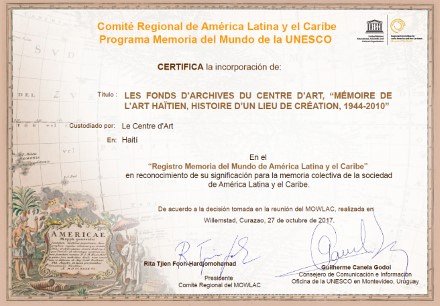 Comité Regional de América Latina y el Caribe
Programa Memoria del Mundo de la UNESCO
CERTIFICA la incorporación de:
Título : LES FONDS D'ARCHIVES DU CENTRE D'ART, “MÉMOIRE DE
L'ART HAÏTIEN, HISTOIRE D'UN LIEU DE CRÉATION, 1944-2010”
Custodiado por: Le Centre d'Art
En: Haití
En el
“Registro Memoria del Mundo de América Latina y el Caribe”
en reconocimiento de su significación para la memoria colectiva de la sociedad
de América Latina y el Caribe.
De acuerdo a la decisión tomada en la reunión del MOWLAC, realizada en
Willemstad, Curazao, 27 de octubre de 2017.
AMERICAE
Rita Tjien Fooh-Hardjomohamad
Presidente
Comité Regional del MOWLAC
Guilherme Canela Godoi
Consejero de Comunicación e Información
Oficina de la UNESCO en Montevideo, Uruguay